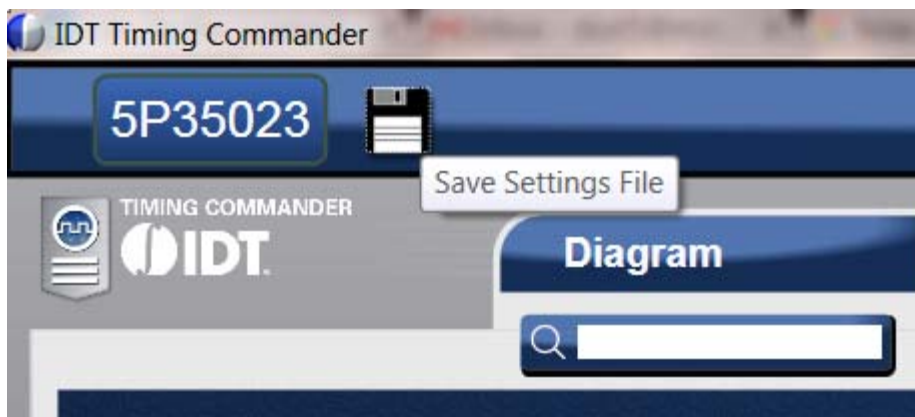 IDT Timing Commander
5P35023
Save Settings File
TIMING COMMANDER
IDT
Diagram